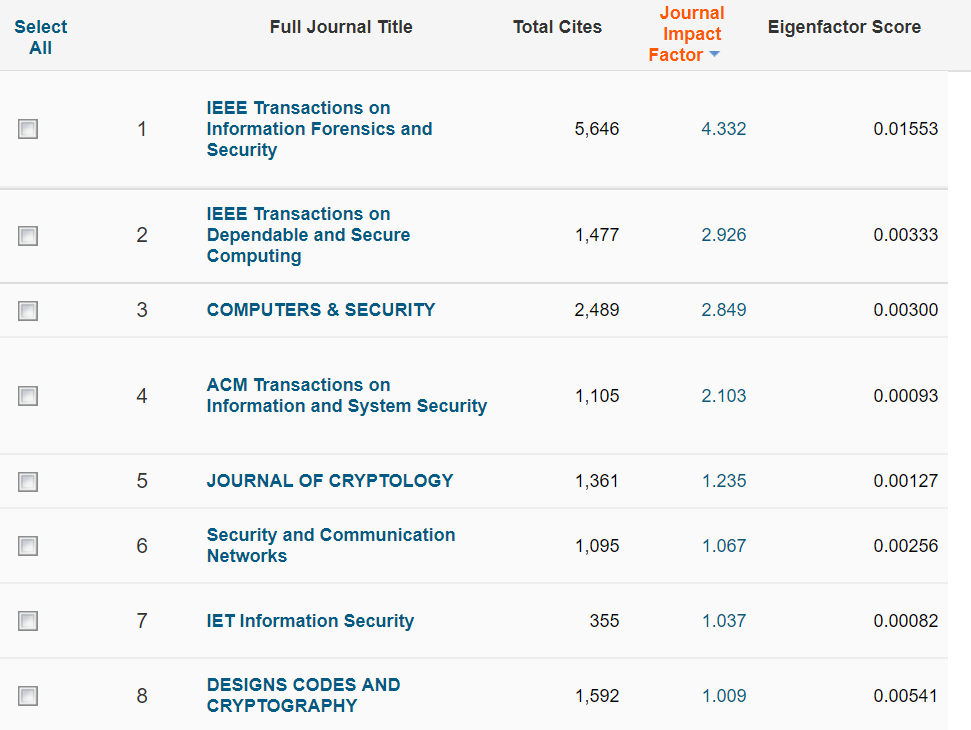 Select All
Full Journal Title
Total Cites
Journal Impact Factor
Eigenfactor Score
1
IEEE Transactions on
Information Forensics and
Security
5,646
4.332
0.01553
2
IEEE Transactions on
Dependable and Secure
Computing
1,477
2.926
0.00333
3
COMPUTERS & SECURITY
2,489
2.849
0.00300
4
ACM Transactions on
Information and System Security
1,105
2.103
0.00093
5
JOURNAL OF CRYPTOLOGY
1,361
1.235
0.00127
6
Security and Communication
Networks
1,095
1.067
0.00256
7
IET Information Security
355
1.037
0.00082
8
DESIGNS CODES AND
CRYPTOGRAPHY
1,592
1.009
0.00541